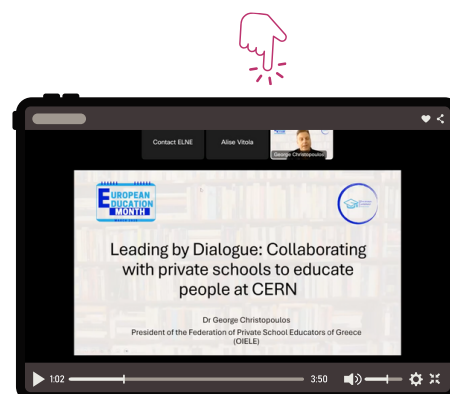 Contact ELNE
Alise Vitola
George Christopoulos
EUROPEAN
EDUCATION
MONTH
Leading by Dialogue: Collaborating
with private schools to educate
people at CERN
Dr George Christopoulos
President of the Federation of Private School Educators of Greece
(OIELE)
1:02
3:50